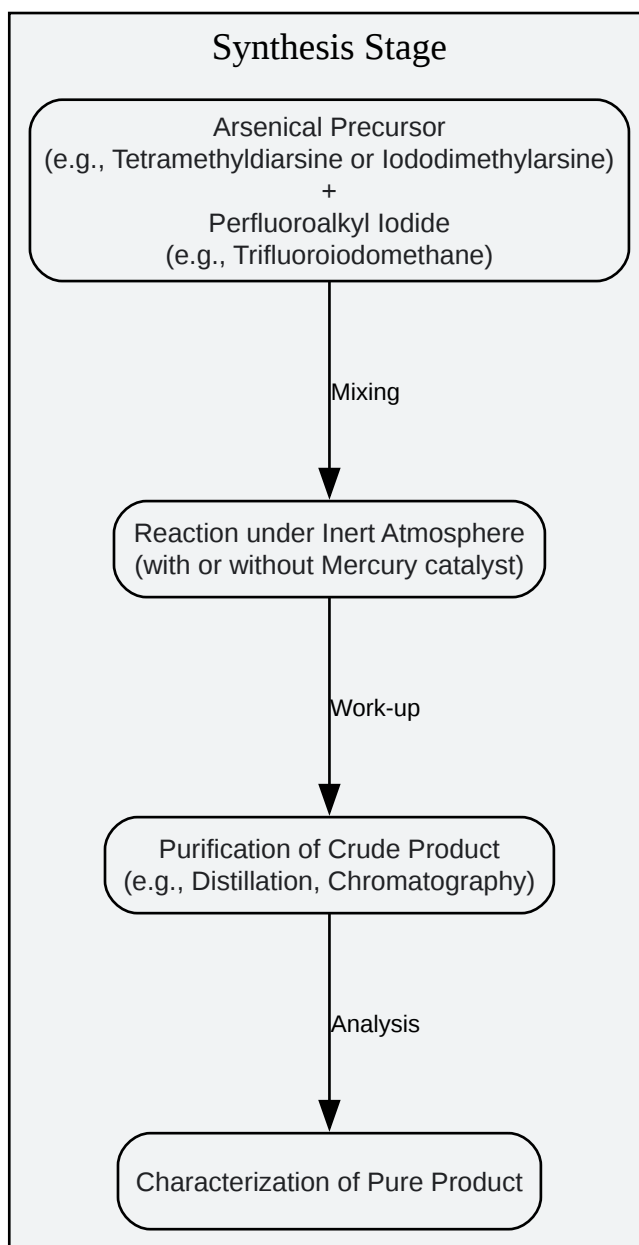 Synthesis Stage
Arsenical Precursor
(e.g., Tetramethyldiarsine or Iododimethylarsine)
+
Perfluoroalkyl Iodide
(e.g., Trifluoroiodomethane)
Mixing
Reaction under Inert Atmosphere
(with or without Mercury catalyst)
Work-up
Purification of Crude Product
(e.g., Distillation, Chromatography)
Analysis
Characterization of Pure Product